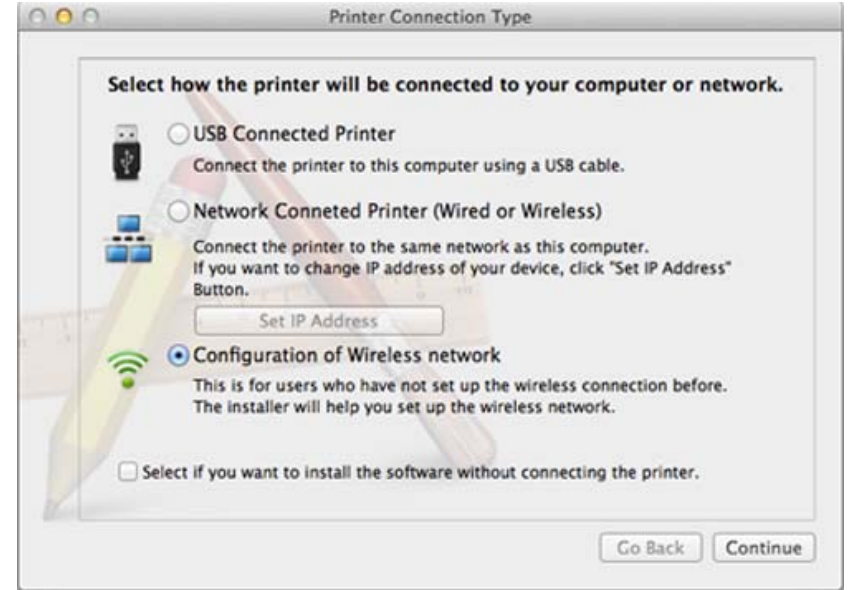 Printer Connection Type
Select how the printer will be connected to your computer or network.
USB Connected Printer
Connect the printer to this computer using a USB cable.
Network Conneted Printer (Wired or Wireless)
Connect the printer to the same network as this computer.
If you want to change IP address of your device, click "Set IP Address"
Button.
Set IP Address
Configuration of Wireless network
This is for users who have not set up the wireless connection before.
The installer will help you set up the wireless network.
Select if you want to install the software without connecting the printer.
Go Back Continue